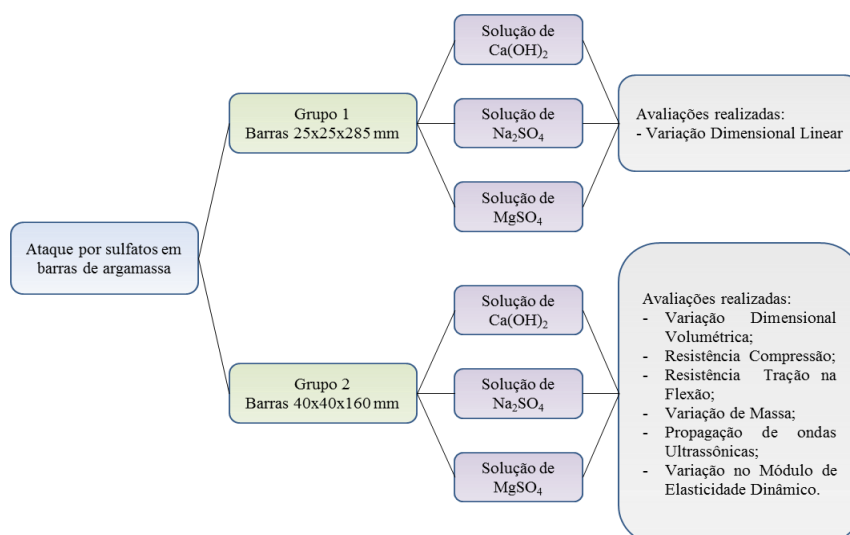 Ataque por sulfatos em
barras de argamassa
Grupo 1
Barras 25x25x285 mm
Solução de
Ca(OH)₂
Solução de
Na₂SO₄
Solução de
MgSO₄
Avaliações realizadas:
- Variação Dimensional Linear
Grupo 2
Barras 40x40x160 mm
Solução de
Ca(OH)₂
Solução de
Na₂SO₄
Solução de
MgSO₄
Avaliações realizadas:
- Variação Dimensional
Volumétrica;
- Resistência Compressão;
- Resistência Tração na
Flexão;
- Variação de Massa;
- Propagação de ondas
Ultrassônicas;
- Variação no Módulo de
Elasticidade Dinâmico.